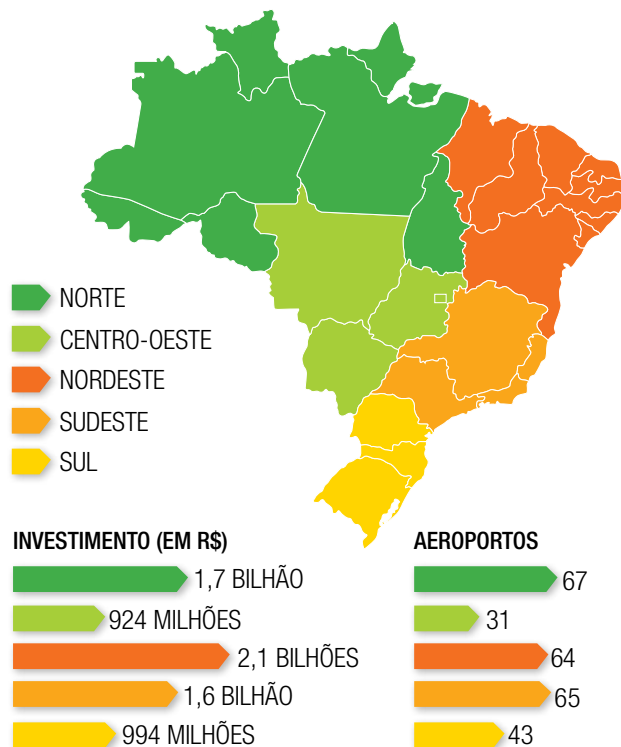 NORTE
CENTRO-OESTE
NORDESTE
SUDESTE
SUL
INVESTIMENTO (EM R$)
1,7 BILHÃO
924 MILHÕES
2,1 BILHÕES
1,6 BILHÃO
994 MILHÕES
AEROPORTOS
67
31
64
65
43